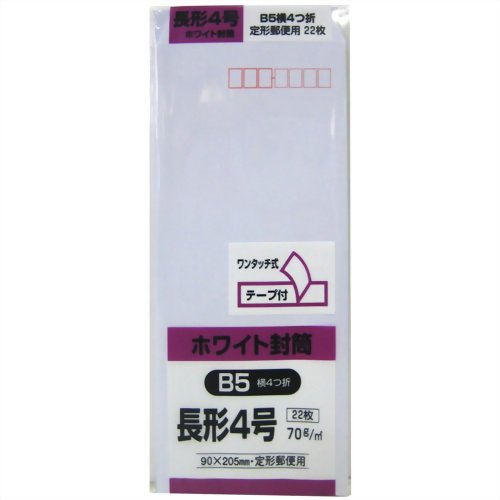 長形4号
ホワイト封筒
B5横4つ折
定形郵便用 22枚
ワンタッチ式
テープ付
ホワイト封筒
B5 横4つ折
長形4号
22枚
70g/㎡
90×205mm・定形郵便用